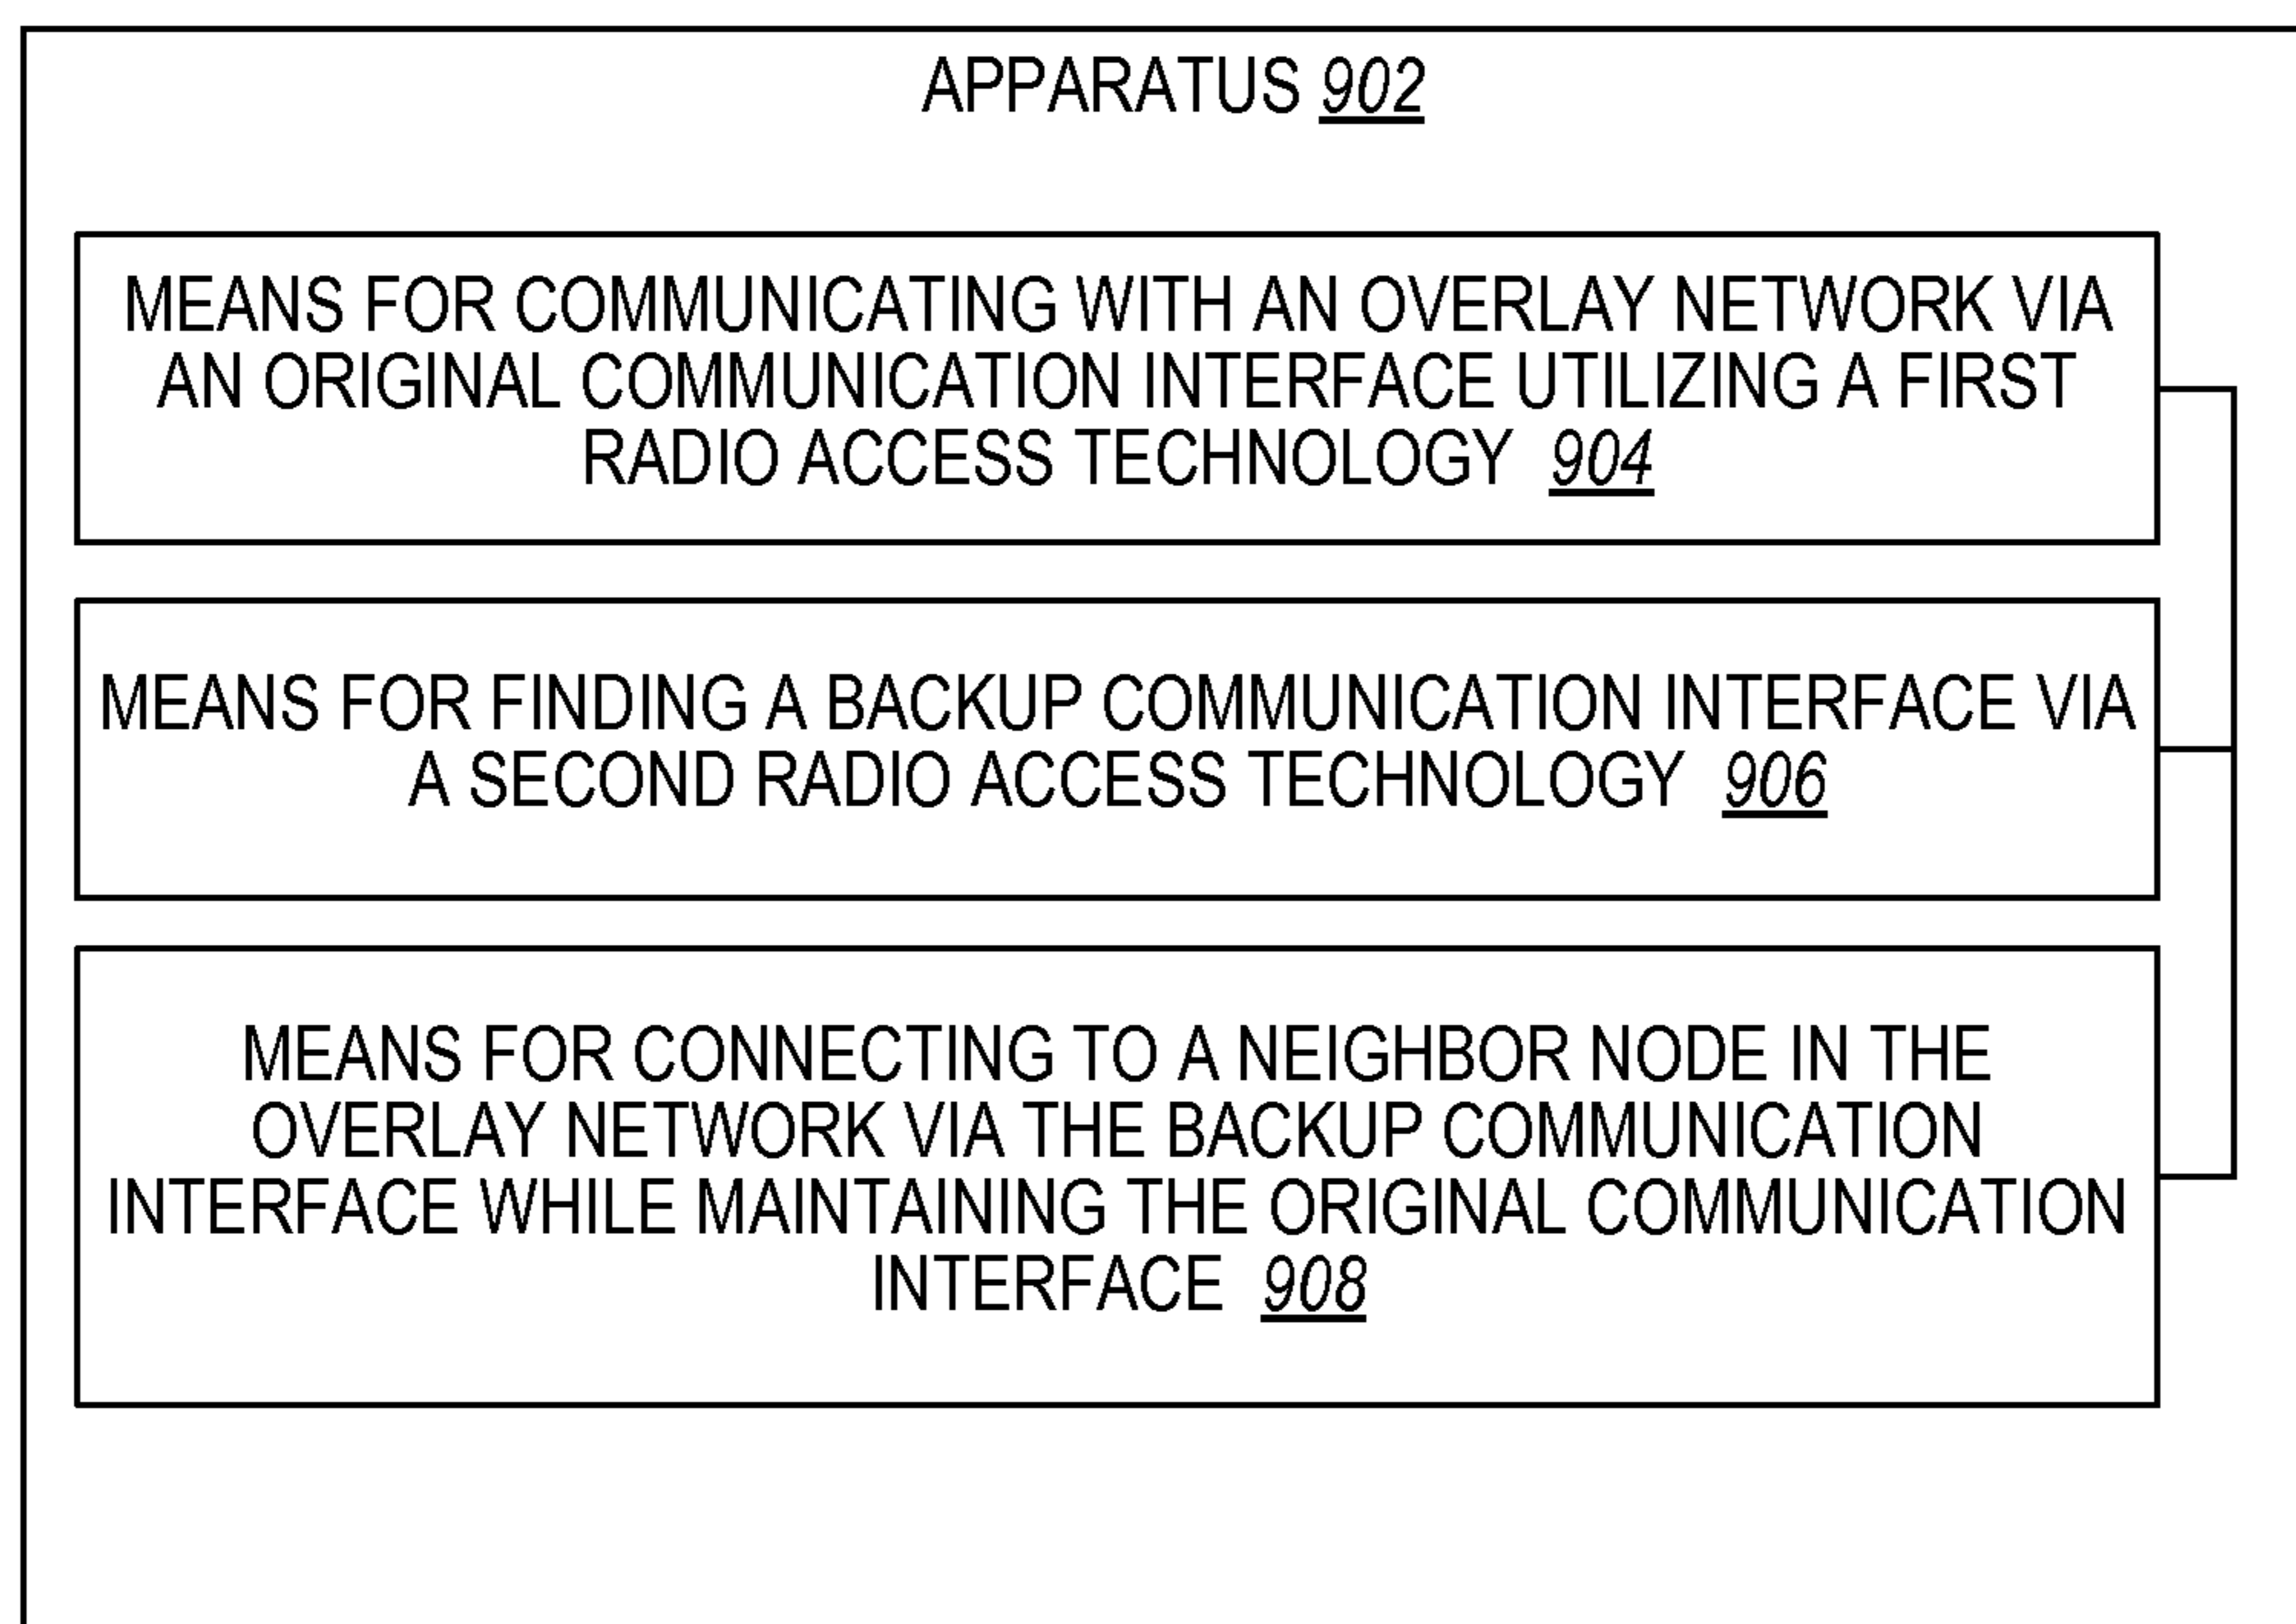 APPARATUS 902
MEANS FOR COMMUNICATING WITH AN OVERLAY NETWORK VIA
AN ORIGINAL COMMUNICATION INTERFACE UTILIZING A FIRST
RADIO ACCESS TECHNOLOGY 904
MEANS FOR FINDING A BACKUP COMMUNICATION INTERFACE VIA
A SECOND RADIO ACCESS TECHNOLOGY 906
MEANS FOR CONNECTING TO A NEIGHBOR NODE IN THE
OVERLAY NETWORK VIA THE BACKUP COMMUNICATION
INTERFACE WHILE MAINTAINING THE ORIGINAL COMMUNICATION
INTERFACE 908